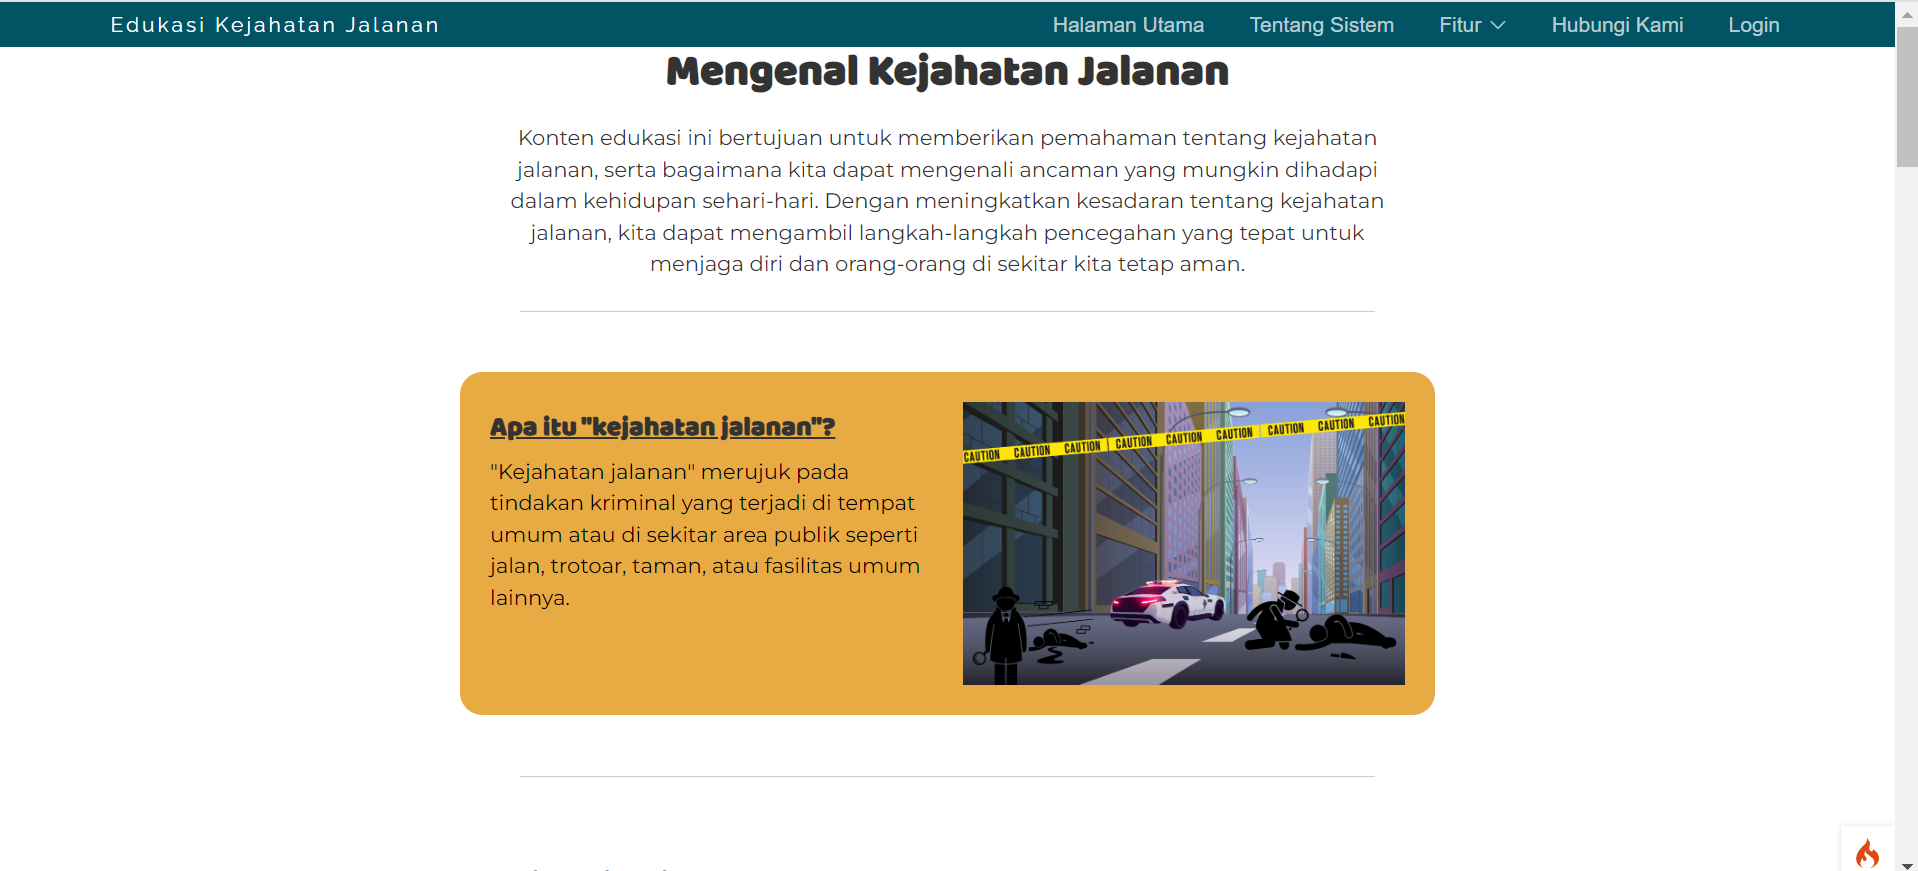 Edukasi Kejahatan Jalanan
Halaman Utama
Tentang Sistem
Fitur
Hubungi Kami
Login
Mengenal Kejahatan Jalanan
Konten edukasi ini bertujuan untuk memberikan pemahaman tentang kejahatan
jalanan, serta bagaimana kita dapat mengenali ancaman yang mungkin dihadapi
dalam kehidupan sehari-hari. Dengan meningkatkan kesadaran tentang kejahatan
jalanan, kita dapat mengambil langkah-langkah pencegahan yang tepat untuk
menjaga diri dan orang-orang di sekitar kita tetap aman.
Apa itu "kejahatan jalanan"?
"Kejahatan jalanan" merujuk pada
tindakan kriminal yang terjadi di tempat
umum atau di sekitar area publik seperti
jalan, trotoar, taman, atau fasilitas umum
lainnya.
CAUTION CAUTION CAUTION CAUTION CAUTION CAUTION CAUTION CAUTION CAUTION